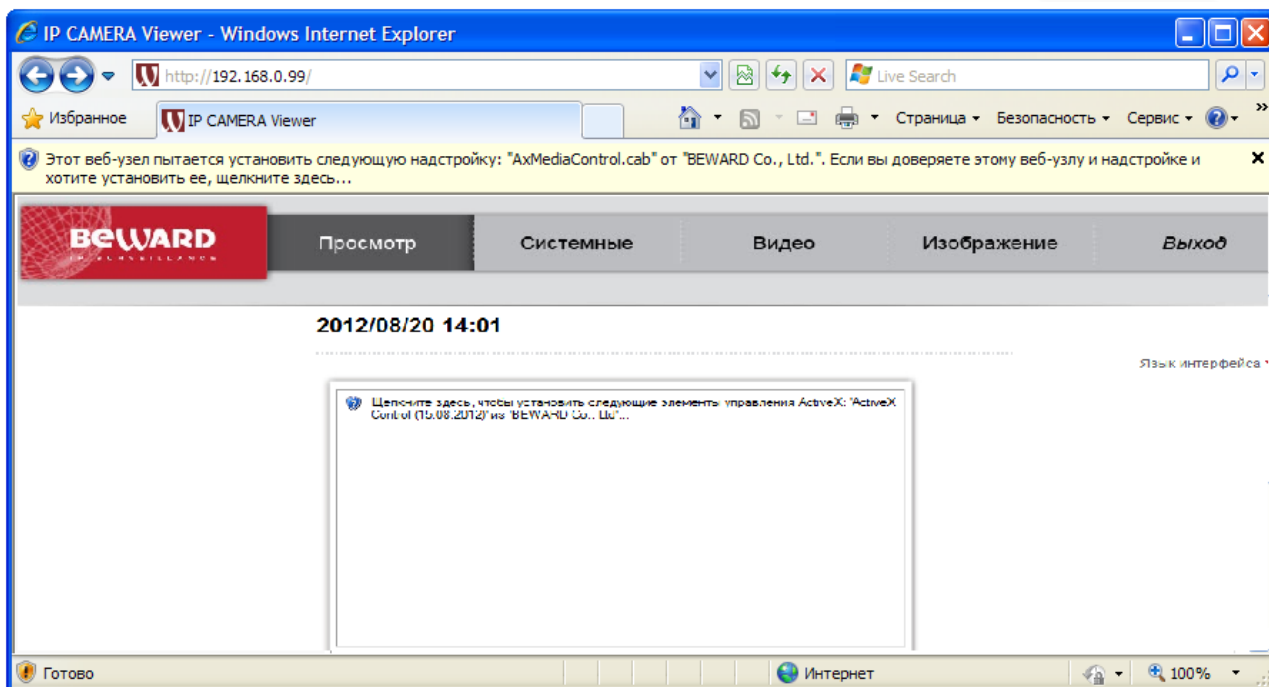 IP CAMERA Viewer - Windows Internet Explorer
http://192.168.0.99/
Live Search
Избранное
IP CAMERA Viewer
Страница
Безопасность
Сервис
Этот веб-узел пытается установить следующую надстройку: "AxMediaControl.cab" от "BEWARD Co., Ltd.". Если вы доверяете этому веб-узлу и надстройке и
хотите установить ее, щелкните здесь...
BEWARD
IP SURVEILLANCE
Просмотр
Системные
Видео
Изображение
Выход
2012/08/20 14:01
Язык интерфейса
Щелкните здесь, чтобы установить следующие элементы управления ActiveX: 'ActiveX
Control (15.08.2012)' из 'BEWARD Co., Ltd'...
Готово
Интернет
100%